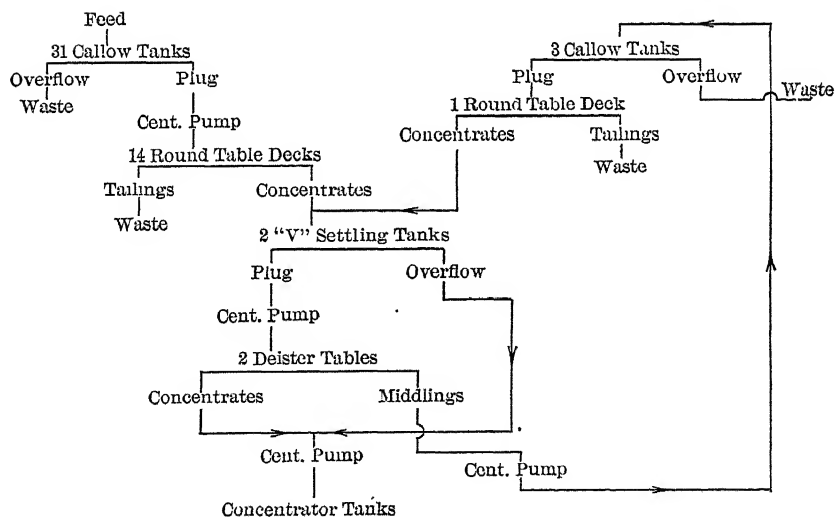 Feed
31 Callow Tanks
3 Callow Tanks
Overflow
Plug
Plug
Overflow
Waste
Waste
1 Round Table Deck
Cent. Pump
Concentrates
Tailings
14 Round Table Decks
Waste
Tailings
Concentrates
Waste
2 "V" Settling Tanks
Plug
Overflow
Cent. Pump
2 Deister Tables
Concentrates
Middlings
Cent. Pump
Cent. Pump
Concentrator Tanks